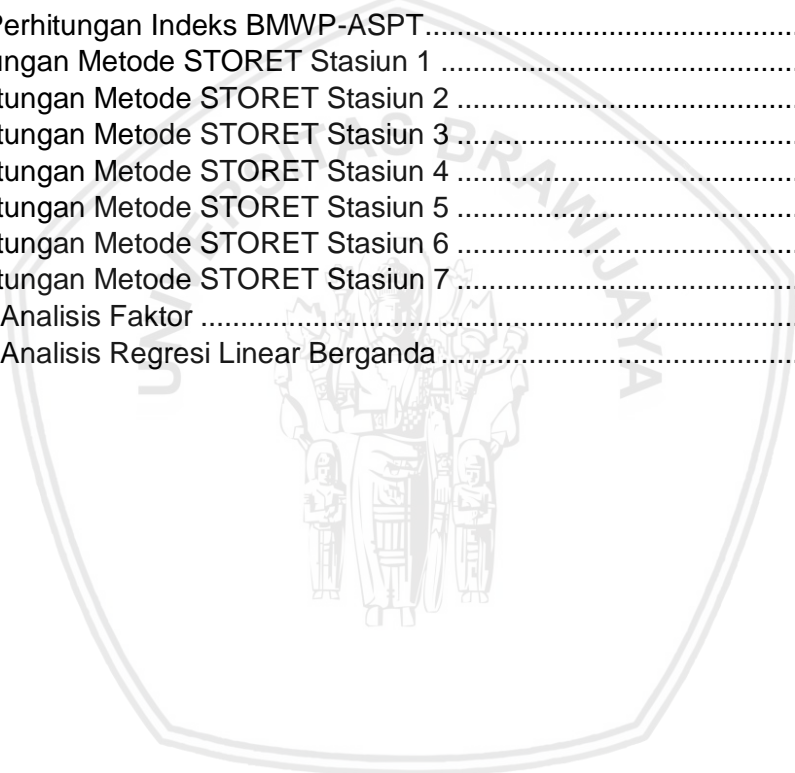 Perhitungan Indeks BMWP-ASPT..............................................
ungan Metode STORET Stasiun 1 ............................................
tungan Metode STORET Stasiun 2 ..........................................
tungan Metode STORET Stasiun 3 ..........................................
tungan Metode STORET Stasiun 4 ..........................................
tungan Metode STORET Stasiun 5 ..........................................
tungan Metode STORET Stasiun 6 ..........................................
tungan Metode STORET Stasiun 7 ..........................................
Analisis Faktor ..........................................................................
Analisis Regresi Linear Berganda ............................................
UNIVERSITAS BRAWIJAYA